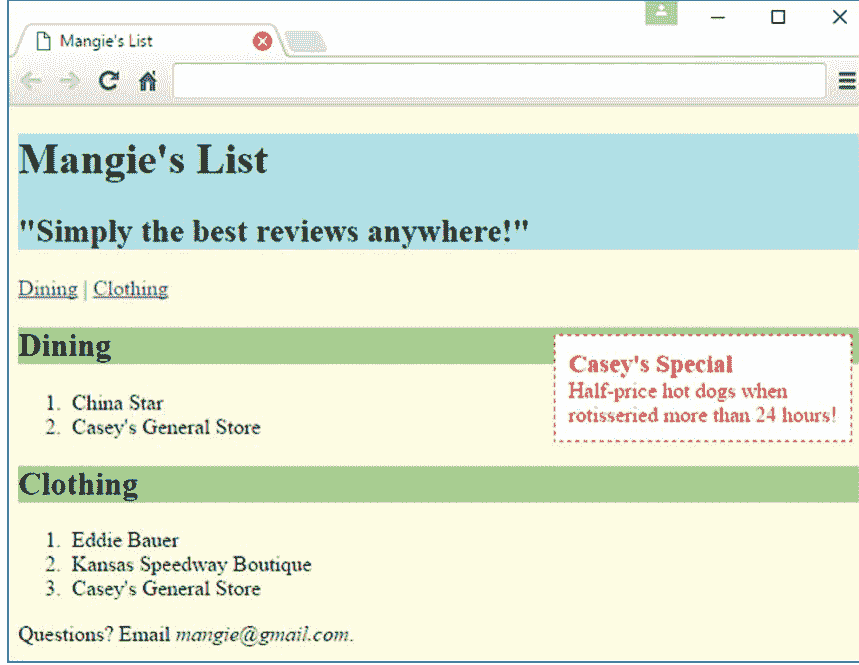 Mangie's List
Mangie's List
"Simply the best reviews anywhere!"
Dining | Clothing
Dining
1. China Star
2. Casey's General Store
Casey's Special
Half-price hot dogs when
rotisseried more than 24 hours!
Clothing
1. Eddie Bauer
2. Kansas Speedway Boutique
3. Casey's General Store
Questions? Email mangie@gmail.com.